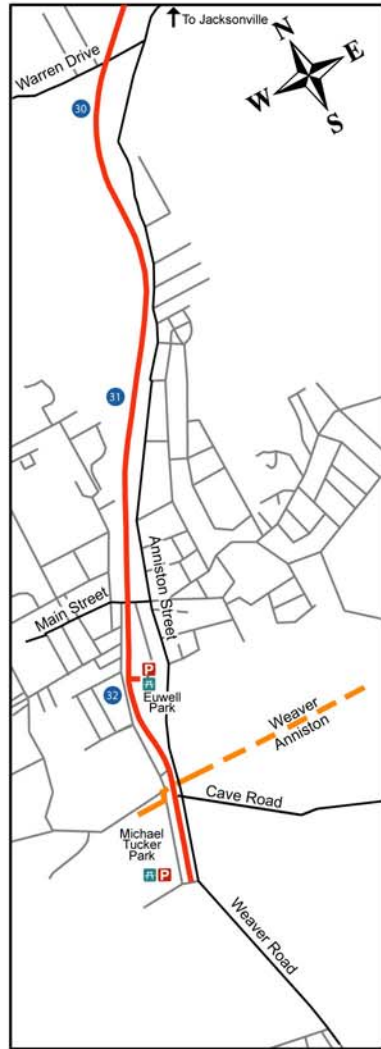 To Jacksonville
Warren Drive
N
E
W
S
30
31
Anniston Street
Main Street
P
Euwell
Park
32
Weaver
Anniston
Cave Road
Michael
Tucker
Park
P
Weaver Road